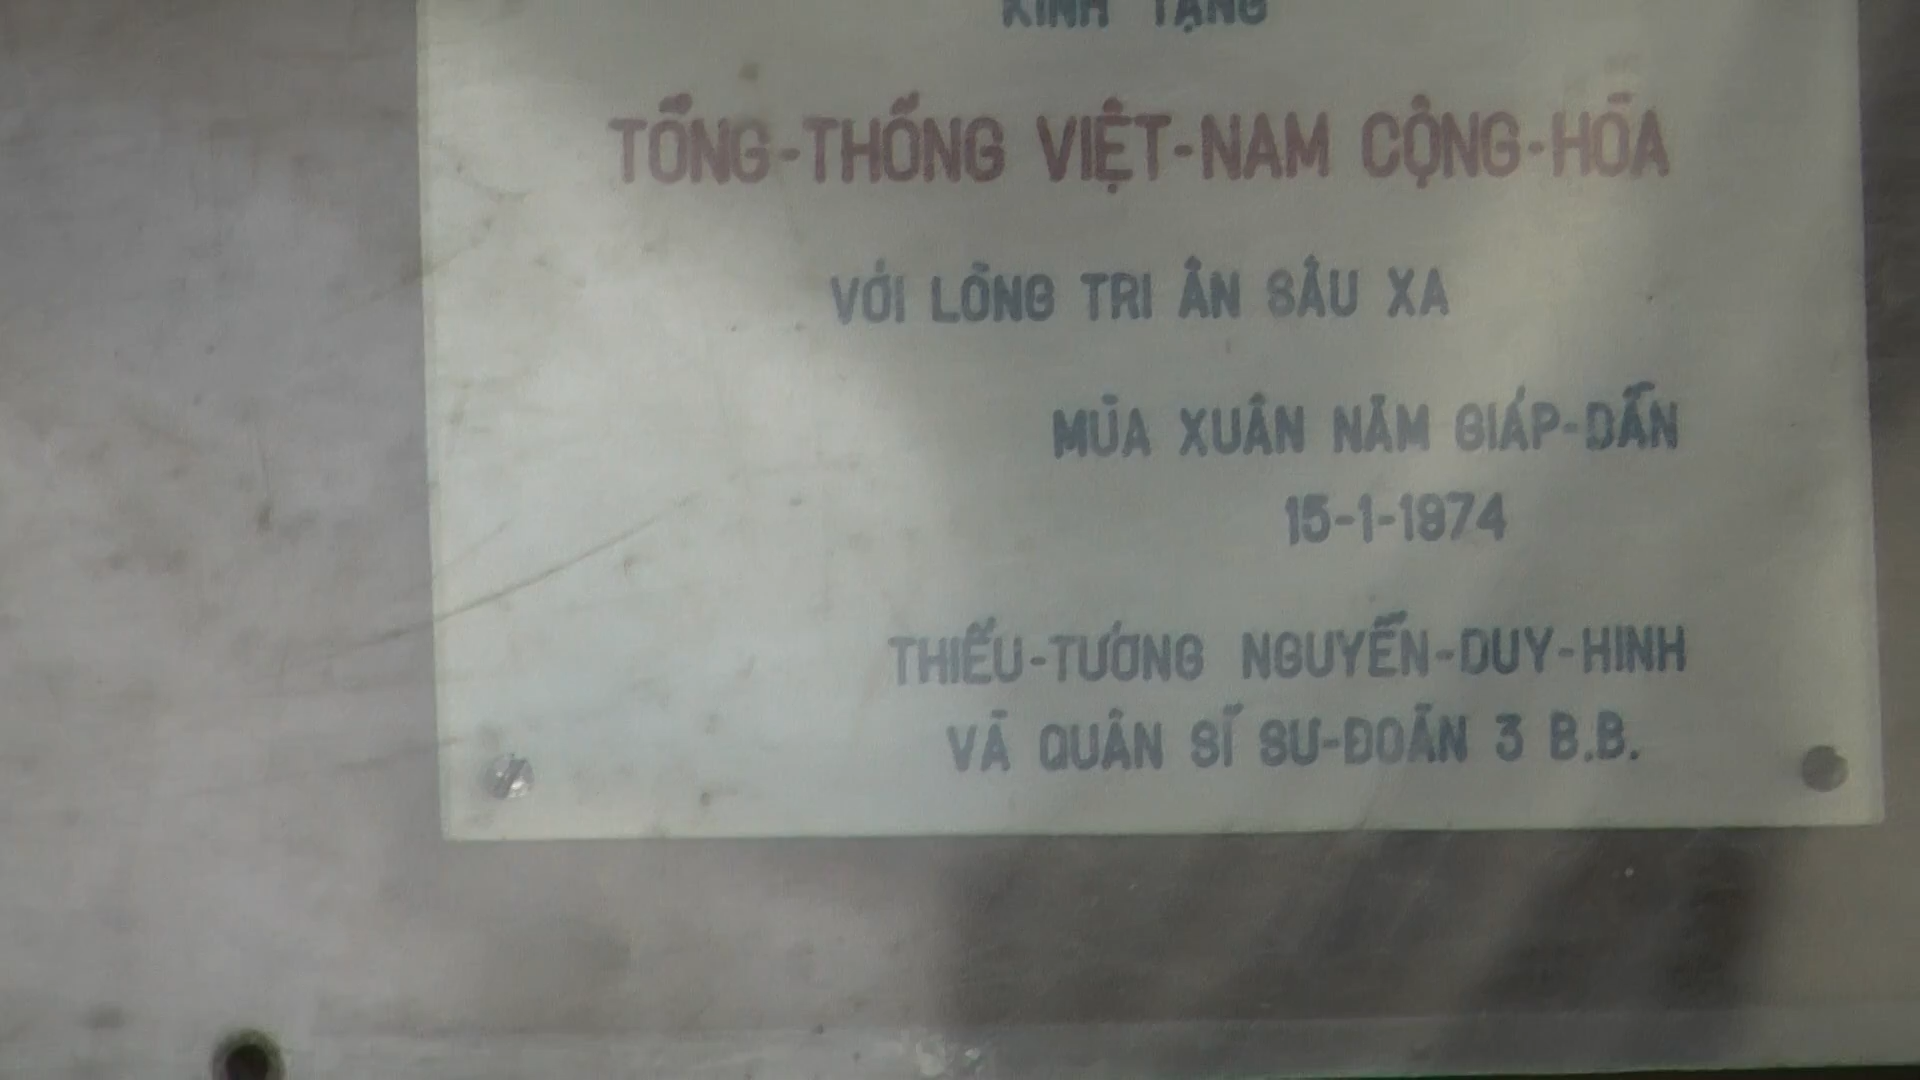 KÍNH TẶNG
TỔNG-THỐNG VIỆT-NAM CỘNG-HÒA
VỚI LÒNG TRI ÂN SÂU XA
MÙA XUÂN NĂM GIÁP-DẦN
15-1-1974
THIẾU-TƯỚNG NGUYỄN-DUY-HINH
VÀ QUÂN SĨ SƯ-ĐOÀN 3 B.B.